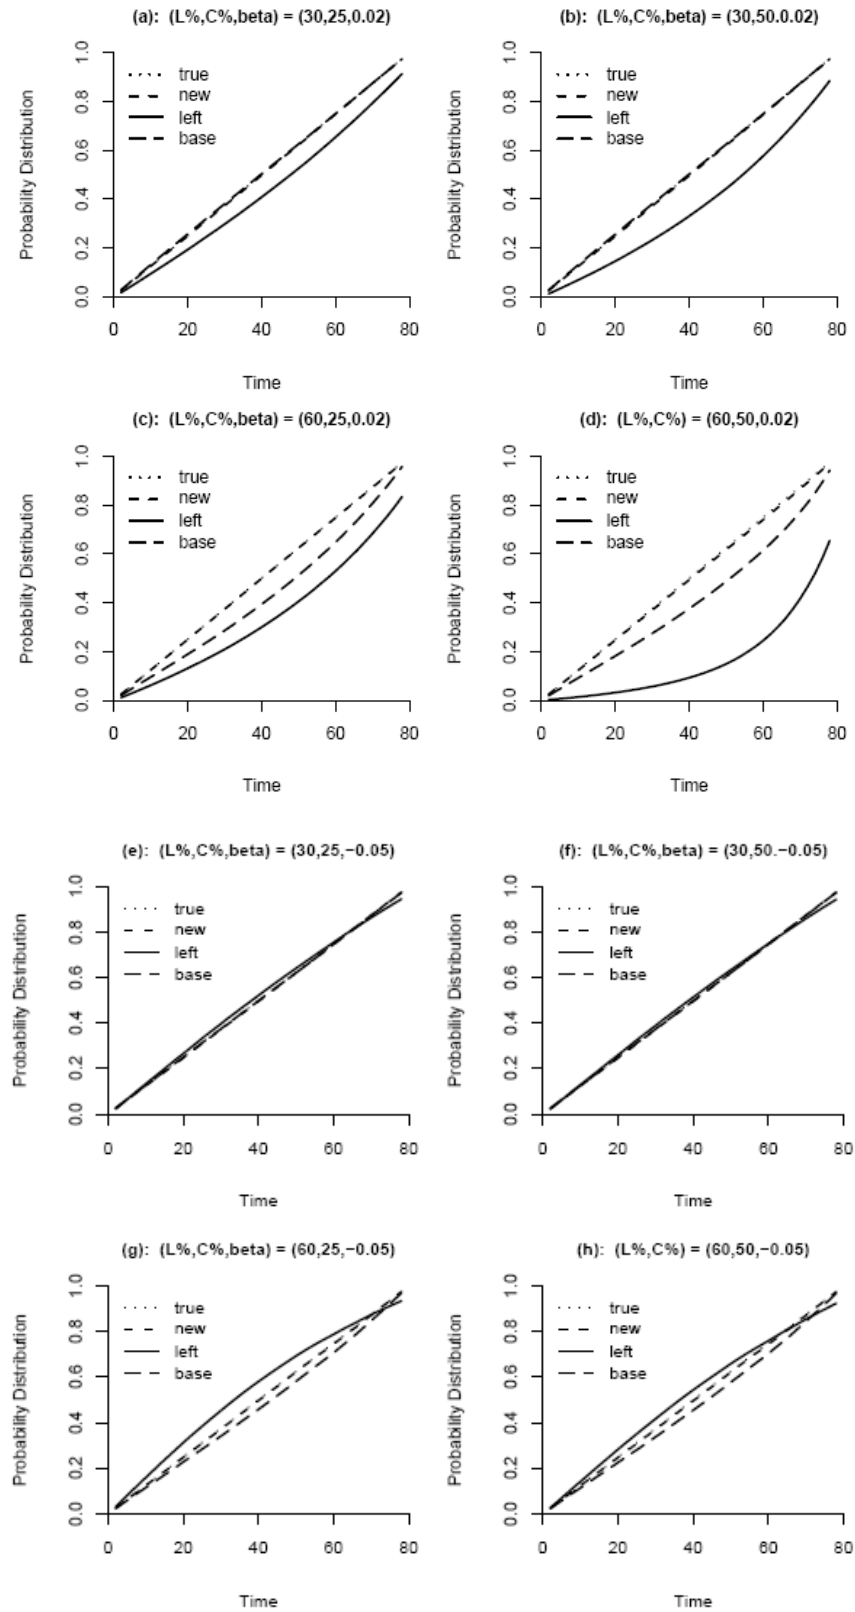 (a): (L%,C%,beta) = (30,25,0.02)
Probability Distribution
1.0
0.8
0.6
0.4
0.2
0.0
true
new
left
base
0 20 40 60 80
Time
(b): (L%,C%,beta) = (30,50.0.02)
Probability Distribution
1.0
0.8
0.6
0.4
0.2
0.0
true
new
left
base
0 20 40 60 80
Time
(c): (L%,C%,beta) = (60,25,0.02)
Probability Distribution
1.0
0.8
0.6
0.4
0.2
0.0
true
new
left
base
0 20 40 60 80
Time
(d): (L%,C%) = (60,50,0.02)
Probability Distribution
1.0
0.8
0.6
0.4
0.2
0.0
true
new
left
base
0 20 40 60 80
Time
(e): (L%,C%,beta) = (30,25,−0.05)
Probability Distribution
1.0
0.8
0.6
0.4
0.2
0.0
true
new
left
base
0 20 40 60 80
Time
(f): (L%,C%,beta) = (30,50.−0.05)
Probability Distribution
1.0
0.8
0.6
0.4
0.2
0.0
true
new
left
base
0 20 40 60 80
Time
(g): (L%,C%,beta) = (60,25,−0.05)
Probability Distribution
1.0
0.8
0.6
0.4
0.2
0.0
true
new
left
base
0 20 40 60 80
Time
(h): (L%,C%) = (60,50,−0.05)
Probability Distribution
1.0
0.8
0.6
0.4
0.2
0.0
true
new
left
base
0 20 40 60 80
Time